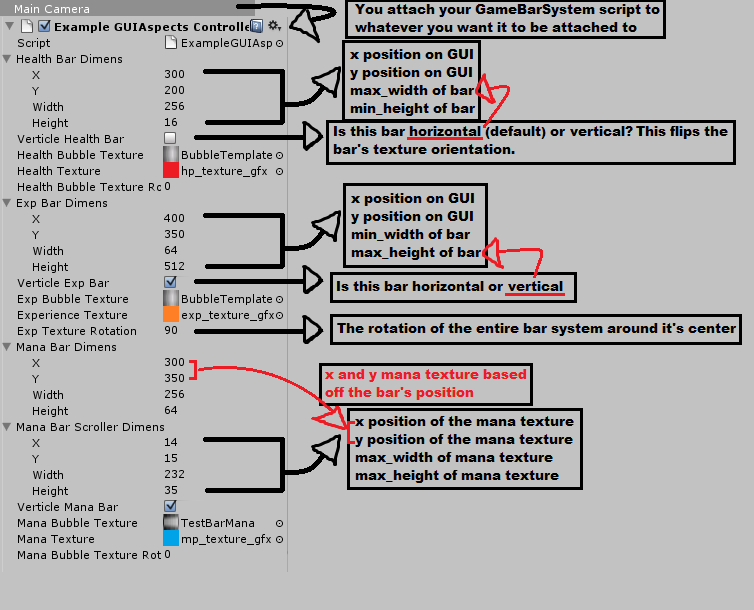 Main Camera
You attach your GameBarSystem script to
whatever you want it to be attached to
Example GUIAspects Controlle
Script ExampleGUIAsp
Health Bar Dimens
X 300
Y 200
Width 256
Height 16
x position on GUI
y position on GUI
max_width of bar
min_height of bar
Verticle Health Bar
Is this bar horizontal (default) or vertical? This flips the
bar's texture orientation.
Health Bubble Texture BubbleTemplate
Health Texture hp_texture_gfx
Health Bubble Texture Rc 0
Exp Bar Dimens
X 400
Y 350
Width 64
Height 512
x position on GUI
y position on GUI
min_width of bar
max_height of bar
Verticle Exp Bar
Is this bar horizontal or vertical
Exp Bubble Texture BubbleTemplate
Experience Texture exp_texture_gfx
Exp Texture Rotation 90
The rotation of the entire bar system around it's center
Mana Bar Dimens
X 300
Y 350
Width 256
Height 64
x and y mana texture based
off the bar's position
Mana Bar Scroller Dimens
X 14
Y 15
Width 232
Height 35
x position of the mana texture
y position of the mana texture
max_width of mana texture
max_height of mana texture
Verticle Mana Bar
Mana Bubble Texture TestBarMana
Mana Texture mp_texture_gfx
Mana Bubble Texture Rot 0